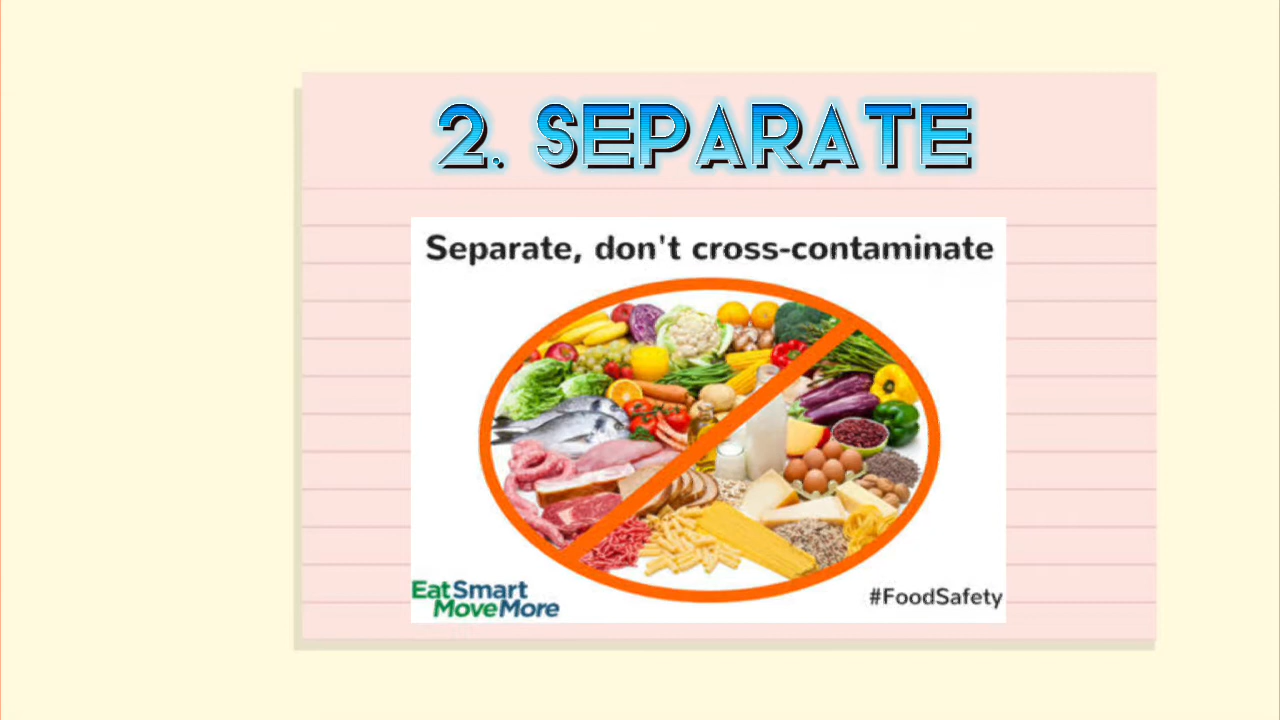 2. SEPARATE
Separate, don't cross-contaminate
EatSmart
MoveMore
#FoodSafety